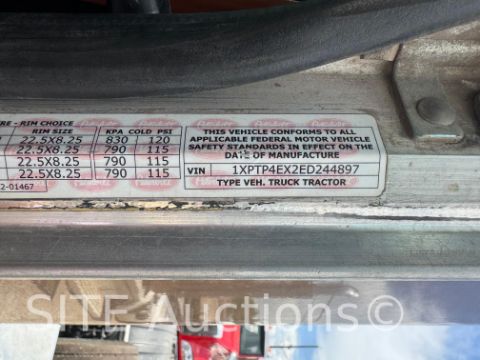 RE - RIM CHOICE
RIM SIZE KPA COLD PSI
22.5X8.25 830 120
22.5X8.25 790 115
22.5X8.25 790 115
22.5X8.25 790 115
2-01467
THIS VEHICLE CONFORMS TO ALL
APPLICABLE FEDERAL MOTOR VEHICLE
SAFETY STANDARDS IN EFFECT ON THE
DATE OF MANUFACTURE
VIN 1XPTP4EX2ED244897
TYPE VEH. TRUCK TRACTOR
SITE Auctions®